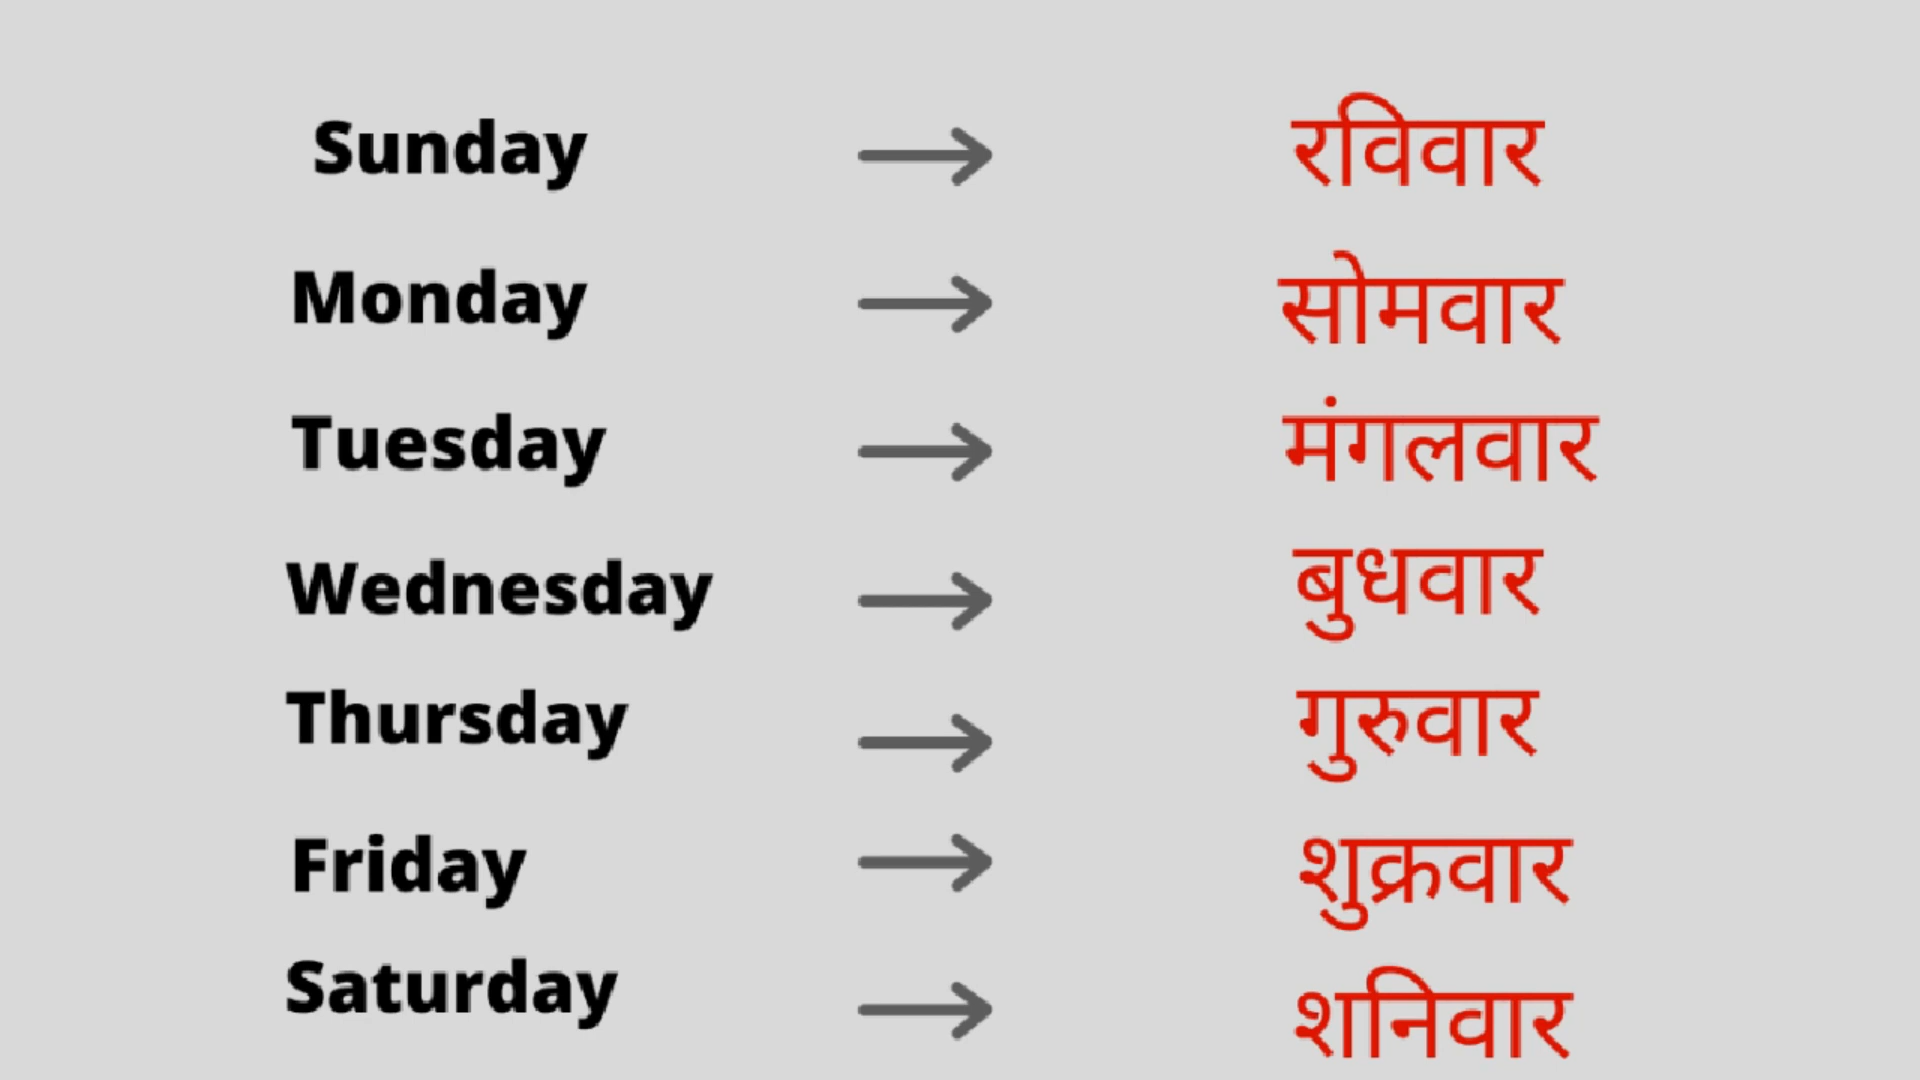 Sunday → रविवार
Monday → सोमवार
Tuesday → मंगलवार
Wednesday → बुधवार
Thursday → गुरुवार
Friday → शुक्रवार
Saturday → शनिवार